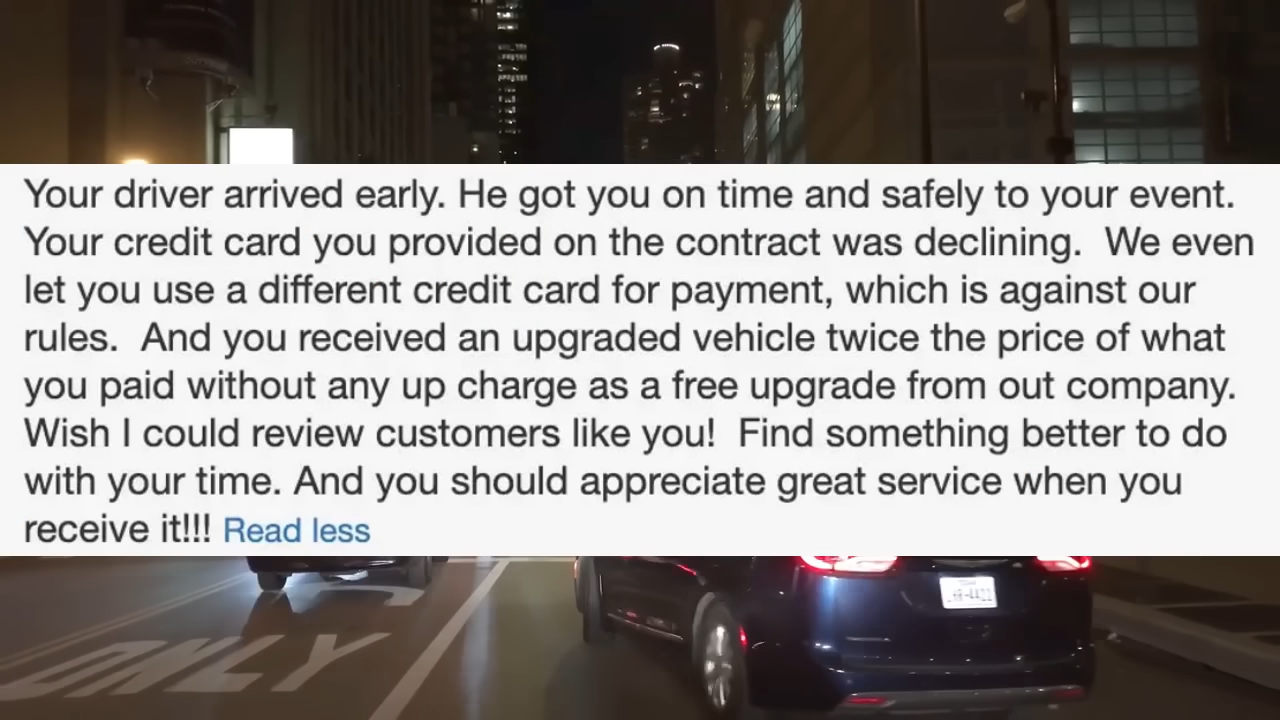 Your driver arrived early. He got you on time and safely to your event.
Your credit card you provided on the contract was declining.  We even
let you use a different credit card for payment, which is against our
rules.  And you received an upgraded vehicle twice the price of what
you paid without any up charge as a free upgrade from out company.
Wish I could review customers like you!  Find something better to do
with your time. And you should appreciate great service when you
receive it!!! Read less
ONLY